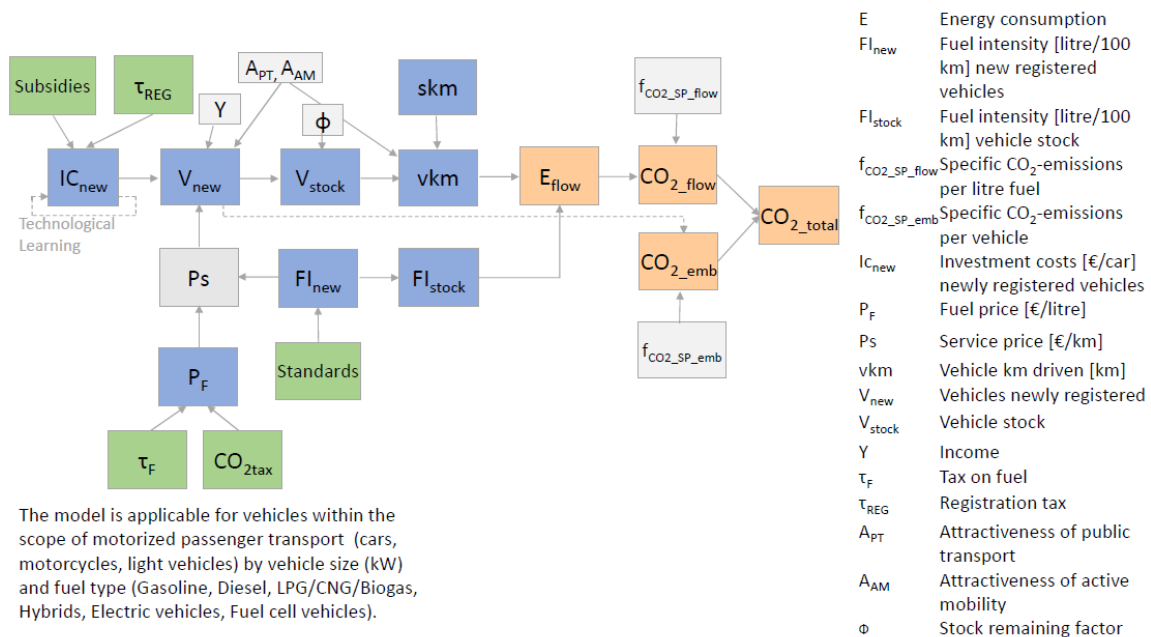 Subsidies
τREG
APT, AAM
skm
fCO2_SP_flow
Y
ϕ
ICnew
Vnew
Vstock
vkm
Eflow
CO2_flow
CO2_total
Technological
Learning
Ps
FInew
FIstock
CO2_emb
PF
Standards
fCO2_SP_emb
τF
CO2tax
The model is applicable for vehicles within the
scope of motorized passenger transport (cars,
motorcycles, light vehicles) by vehicle size (kW)
and fuel type (Gasoline, Diesel, LPG/CNG/Biogas,
Hybrids, Electric vehicles, Fuel cell vehicles).
E Energy consumption
FInew Fuel intensity [litre/100
km] new registered
vehicles
FIstock Fuel intensity [litre/100
km] vehicle stock
fCO2_SP_flow Specific CO2-emissions
per litre fuel
fCO2_SP_emb Specific CO2-emissions
per vehicle
Icnew Investment costs [€/car]
newly registered vehicles
PF Fuel price [€/litre]
Ps Service price [€/km]
vkm Vehicle km driven [km]
Vnew Vehicles newly registered
Vstock Vehicle stock
Y Income
τF Tax on fuel
τREG Registration tax
APT Attractiveness of public
transport
AAM Attractiveness of active
mobility
Φ Stock remaining factor